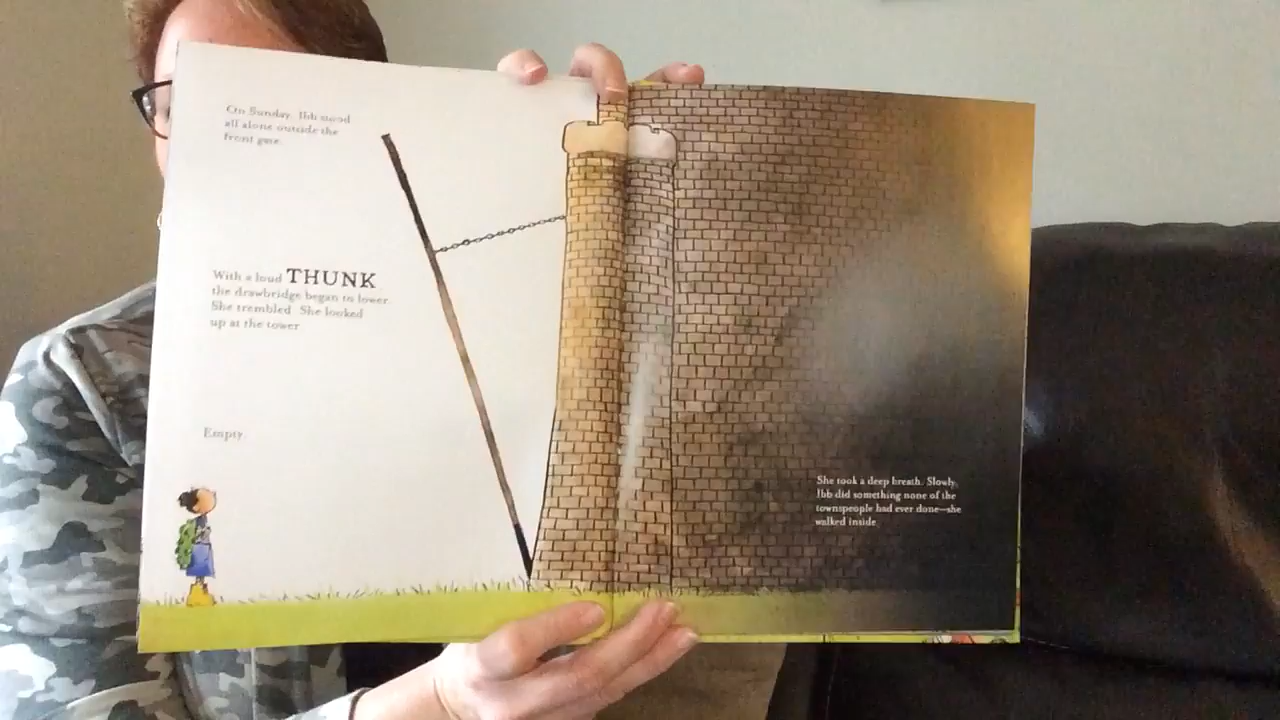 On Sunday, Ibb stood
all alone outside the
front gate.
With a loud THUNK
the drawbridge began to lower.
She trembled. She looked
up at the tower.
Empty.
She took a deep breath. Slowly,
Ibb did something none of the
townspeople had ever done—she
walked inside.